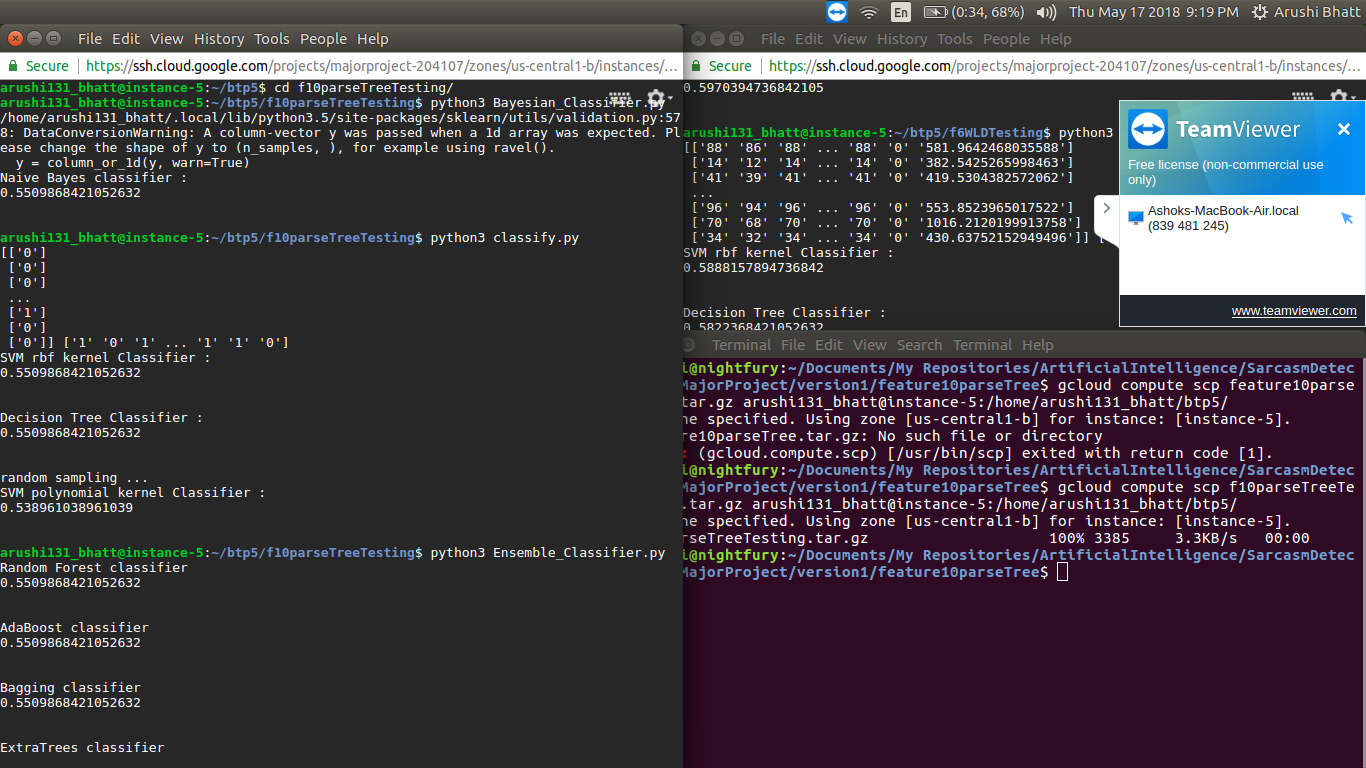 En (0:34, 68%) Thu May 17 2018 9:19 PM Arushi Bhatt
File Edit View History Tools People Help
Secure https://ssh.cloud.google.com/projects/majorproject-204107/zones/us-central1-b/instances/...
arushi131_bhatt@instance-5:~/btp5$ cd f10parseTreeTesting/
arushi131_bhatt@instance-5:~/btp5/f10parseTreeTesting$ python3 Bayesian_Classifier.py
/home/arushi131_bhatt/.local/lib/python3.5/site-packages/sklearn/utils/validation.py:57
8: DataConversionWarning: A column-vector y was passed when a 1d array was expected. Pl
ease change the shape of y to (n_samples, ), for example using ravel().
y = column_or_1d(y, warn=True)
Naive Bayes classifier :
0.5509868421052632
arushi131_bhatt@instance-5:~/btp5/f10parseTreeTesting$ python3 classify.py
[['0']
['0']
['0']
...
['1']
['0']
['0']] ['1' '0' '1' ... '1' '1' '0']
SVM rbf kernel Classifier :
0.5509868421052632
Decision Tree Classifier :
0.5509868421052632
random sampling ...
SVM polynomial kernel Classifier :
0.538961038961039
arushi131_bhatt@instance-5:~/btp5/f10parseTreeTesting$ python3 Ensemble_Classifier.py
Random Forest classifier
0.5509868421052632
AdaBoost classifier
0.5509868421052632
Bagging classifier
0.5509868421052632
ExtraTrees classifier
File Edit View History Tools People Help
Secure https://ssh.cloud.google.com/projects/majorproject-204107/zones/us-central1-b/instances/...
0.5970394736842105
arushi131_bhatt@instance-5:~/btp5/f6WLDTesting$ python3
[['88' '86' '88' ... '88' '0' '581.9642468035588']
['14' '12' '14' ... '14' '0' '382.5425265998463']
['41' '39' '41' ... '41' '0' '419.5304382572062']
...
['96' '94' '96' ... '96' '0' '553.8523965017522']
['70' '68' '70' ... '70' '0' '1016.2120199913758']
['34' '32' '34' ... '34' '0' '430.63752152949496']] [
SVM rbf kernel Classifier :
0.5888157894736842
Decision Tree Classifier :
0.5822368421052632
TeamViewer
Free license (non-commercial use
only)
Ashoks-MacBook-Air.local
(839 481 245)
www.teamviewer.com
Terminal File Edit View Search Terminal Help
i@nightfury:~/Documents/My Repositories/ArtificialIntelligence/SarcasmDetec
MajorProject/version1/feature10parseTree$ gcloud compute scp feature10parse
tar.gz arushi131_bhatt@instance-5:/home/arushi131_bhatt/btp5/
ne specified. Using zone [us-central1-b] for instance: [instance-5].
re10parseTree.tar.gz: No such file or directory
: (gcloud.compute.scp) [/usr/bin/scp] exited with return code [1].
i@nightfury:~/Documents/My Repositories/ArtificialIntelligence/SarcasmDetec
MajorProject/version1/feature10parseTree$ gcloud compute scp f10parseTreeTe
.tar.gz arushi131_bhatt@instance-5:/home/arushi131_bhatt/btp5/
ne specified. Using zone [us-central1-b] for instance: [instance-5].
rseTreeTesting.tar.gz 100% 3385 3.3KB/s 00:00
i@nightfury:~/Documents/My Repositories/ArtificialIntelligence/SarcasmDetec
MajorProject/version1/feature10parseTree$